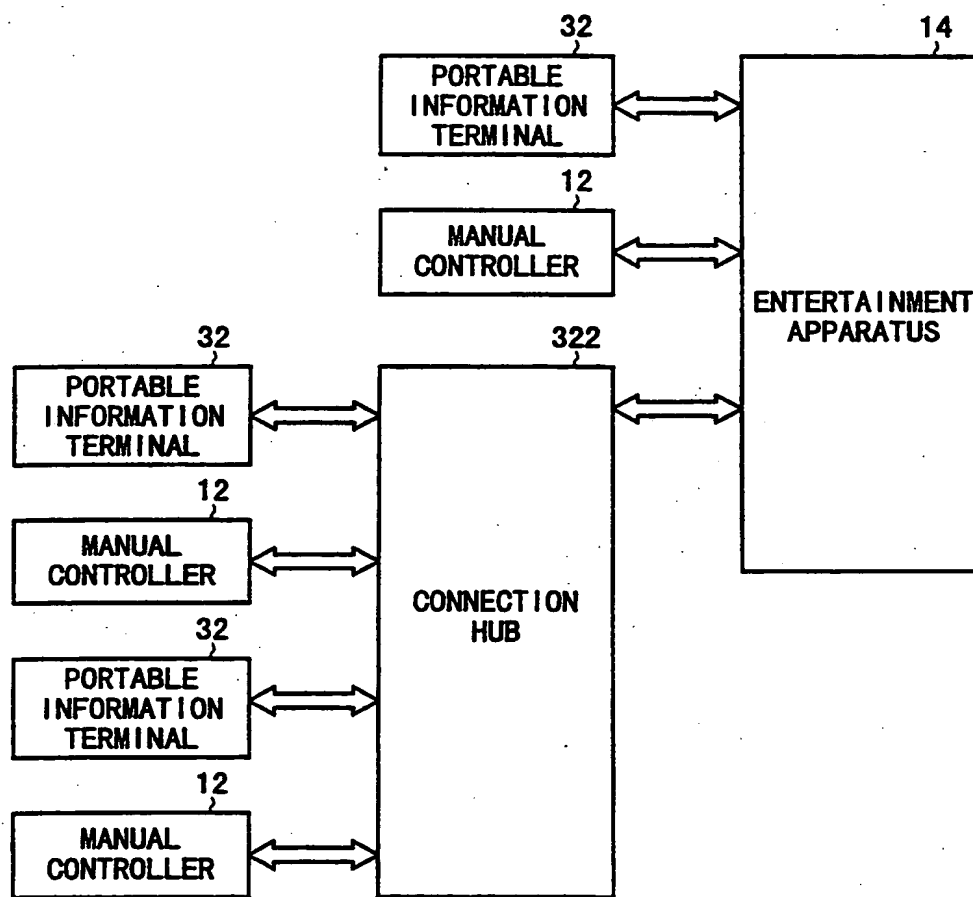 32
14
PORTABLE
INFORMATION
TERMINAL
12
MANUAL
CONTROLLER
ENTERTAINMENT
APPARATUS
32
322
PORTABLE
INFORMATION
TERMINAL
12
MANUAL
CONTROLLER
CONNECTION
HUB
32
PORTABLE
INFORMATION
TERMINAL
12
MANUAL
CONTROLLER